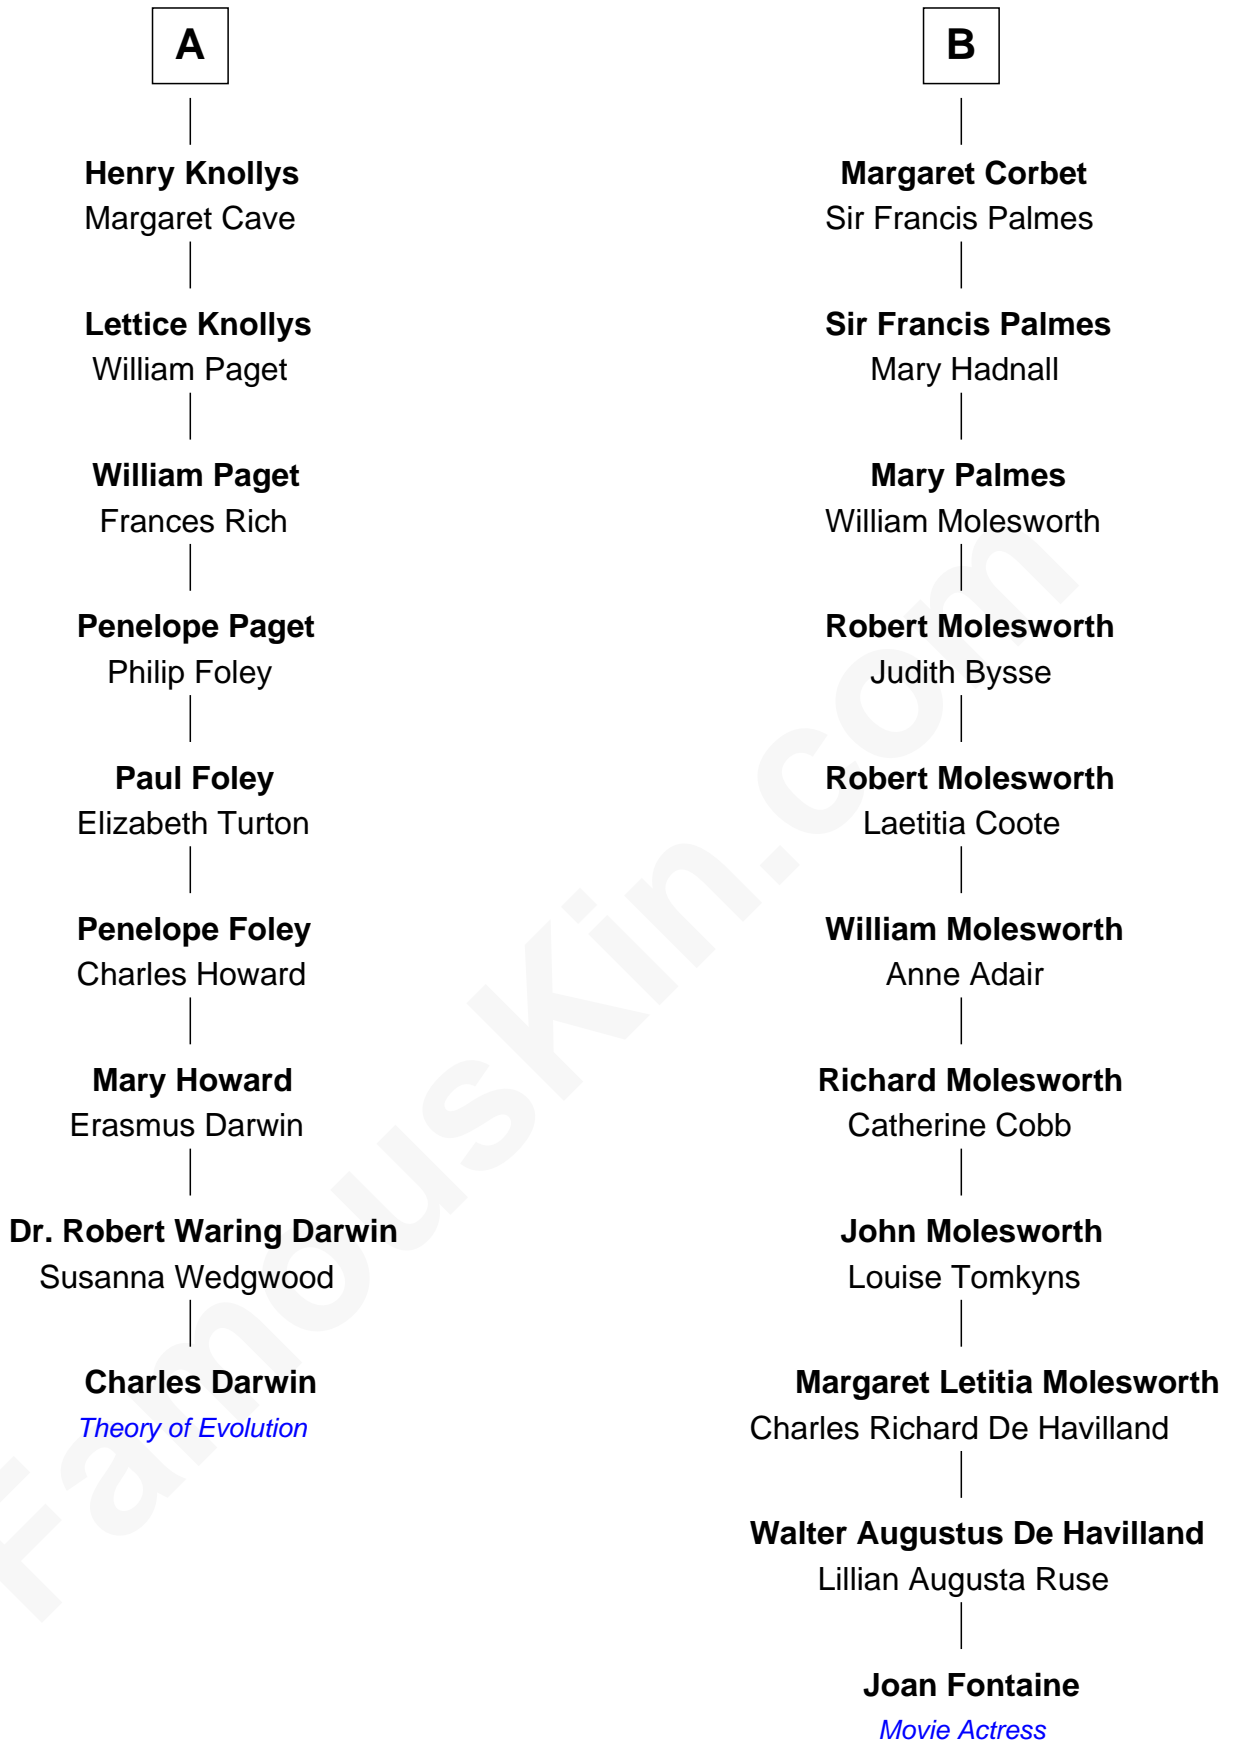 A
Henry Knollys
Margaret Cave
Lettice Knollys
William Paget
William Paget
Frances Rich
Penelope Paget
Philip Foley
Paul Foley
Elizabeth Turton
Penelope Foley
Charles Howard
Mary Howard
Erasmus Darwin
Dr. Robert Waring Darwin
Susanna Wedgwood
Charles Darwin
Theory of Evolution
B
Margaret Corbet
Sir Francis Palmes
Sir Francis Palmes
Mary Hadnall
Mary Palmes
William Molesworth
Robert Molesworth
Judith Bysse
Robert Molesworth
Laetitia Coote
William Molesworth
Anne Adair
Richard Molesworth
Catherine Cobb
John Molesworth
Louise Tomkyns
Margaret Letitia Molesworth
Charles Richard De Havilland
Walter Augustus De Havilland
Lillian Augusta Ruse
Joan Fontaine
Movie Actress
FamousKin.com